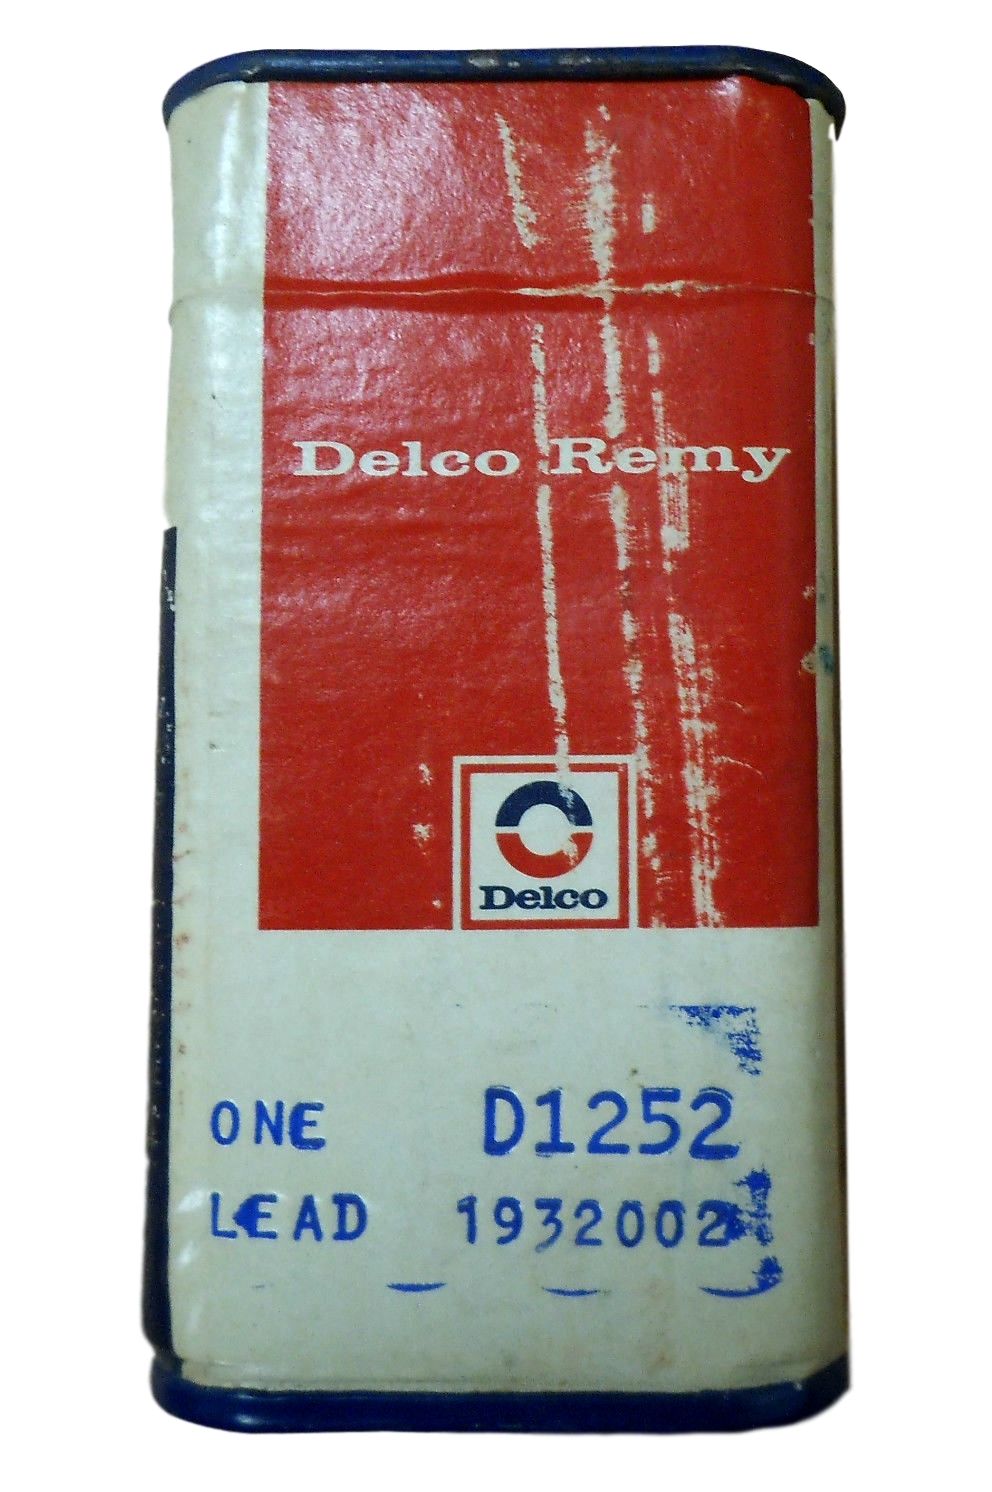 Delco Remy
Delco
ONE D1252
LEAD 1932002